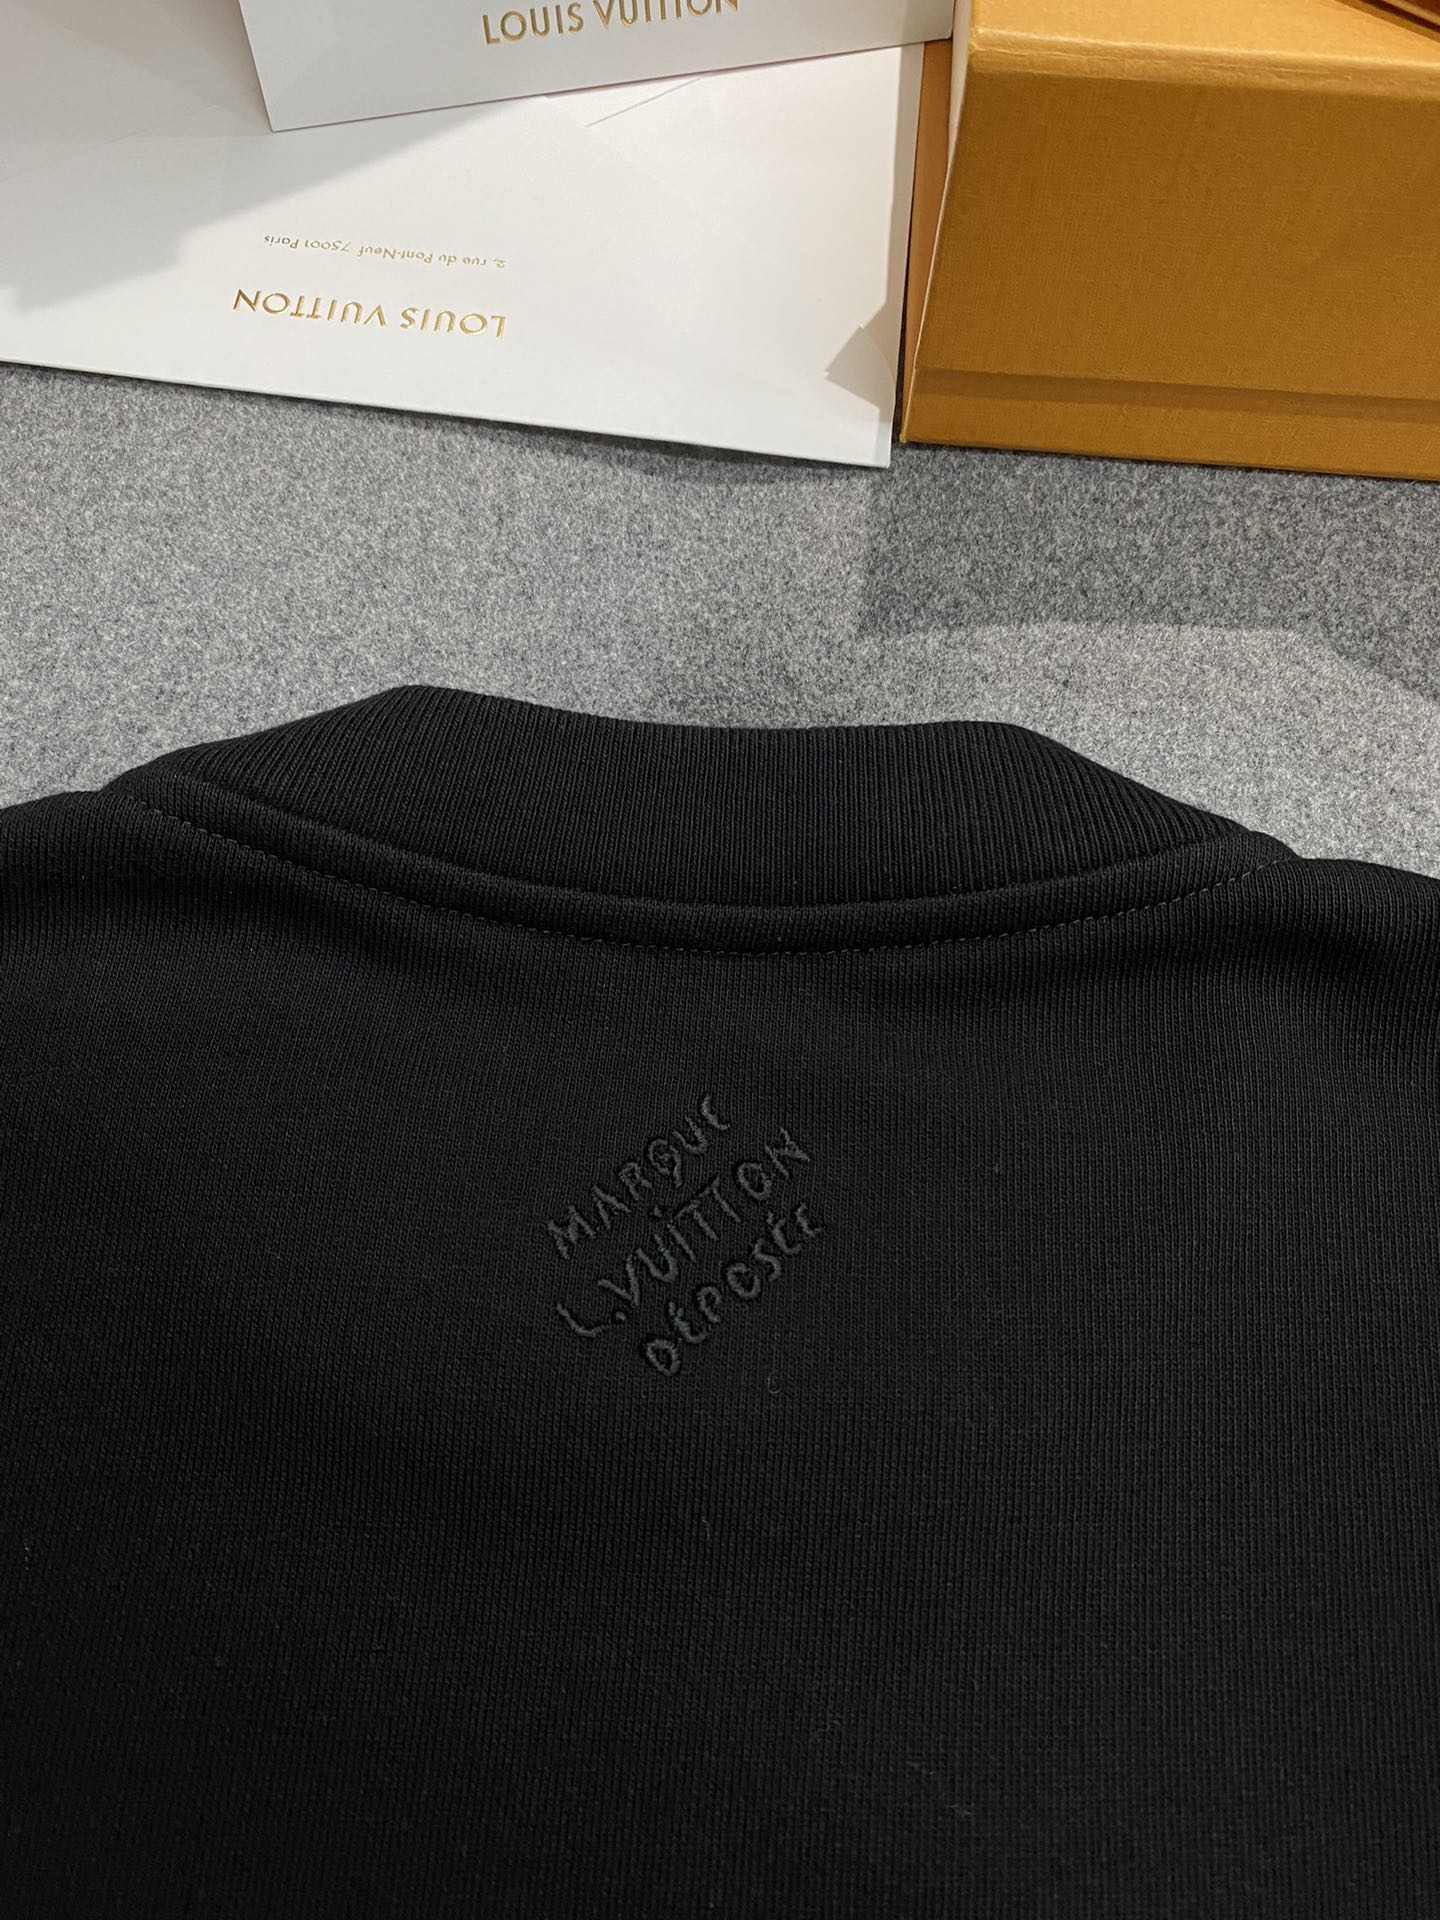 LOUIS VUITTON
2, rue du Pont-Neuf 75001 Paris
LOUIS VUITTON
MARQUE
L.VUITTON
DÉPOSÉE